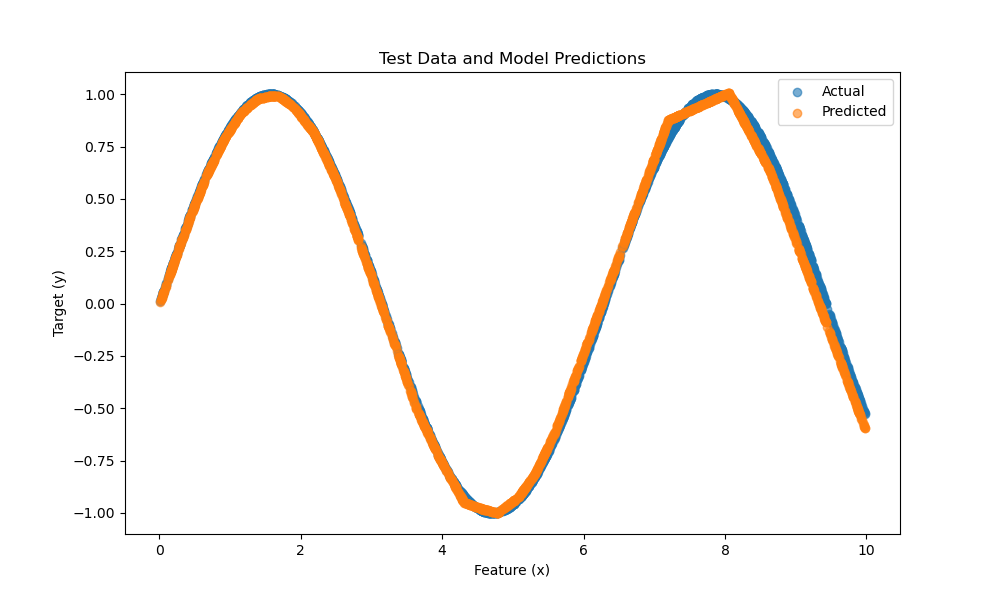 Test Data and Model Predictions
Actual
Predicted
1.00
0.75
0.50
0.25
0.00
−0.25
−0.50
−0.75
−1.00
Target (y)
0 2 4 6 8 10
Feature (x)